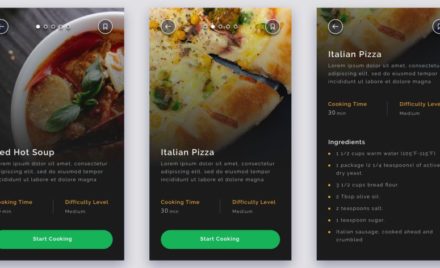 ed Hot Soup
Lorem ipsum dolor sit amet, consectetur
adipiscing elit, sed do eiusmod tempor
incididunt ut labore et dolore magna
Cooking Time
Difficulty Level
min
Medium
Start Cooking
Italian Pizza
Lorem ipsum dolor sit amet, consectetur
adipiscing elit, sed do eiusmod tempor
incididunt ut labore et dolore magna.
Cooking Time
Difficulty Level
30 min
Medium
Start Cooking
Italian Pizza
Lorem ipsum dolor sit amet, consectetur
adipiscing elit, sed do eiusmod tempor
incididunt ut labore et dolore magna.
Cooking Time
Difficulty Level
30 min
Medium
Ingredients
1 1/2 cups warm water (105°F-115°F)
1 package (2 1/4 teaspoons) of active
dry yeast.
3 1/2 cups bread flour
2 Tbsp olive oil
2 teaspoons salt
1 teaspoon sugar.
Italian sausage, cooked ahead and
crumbled